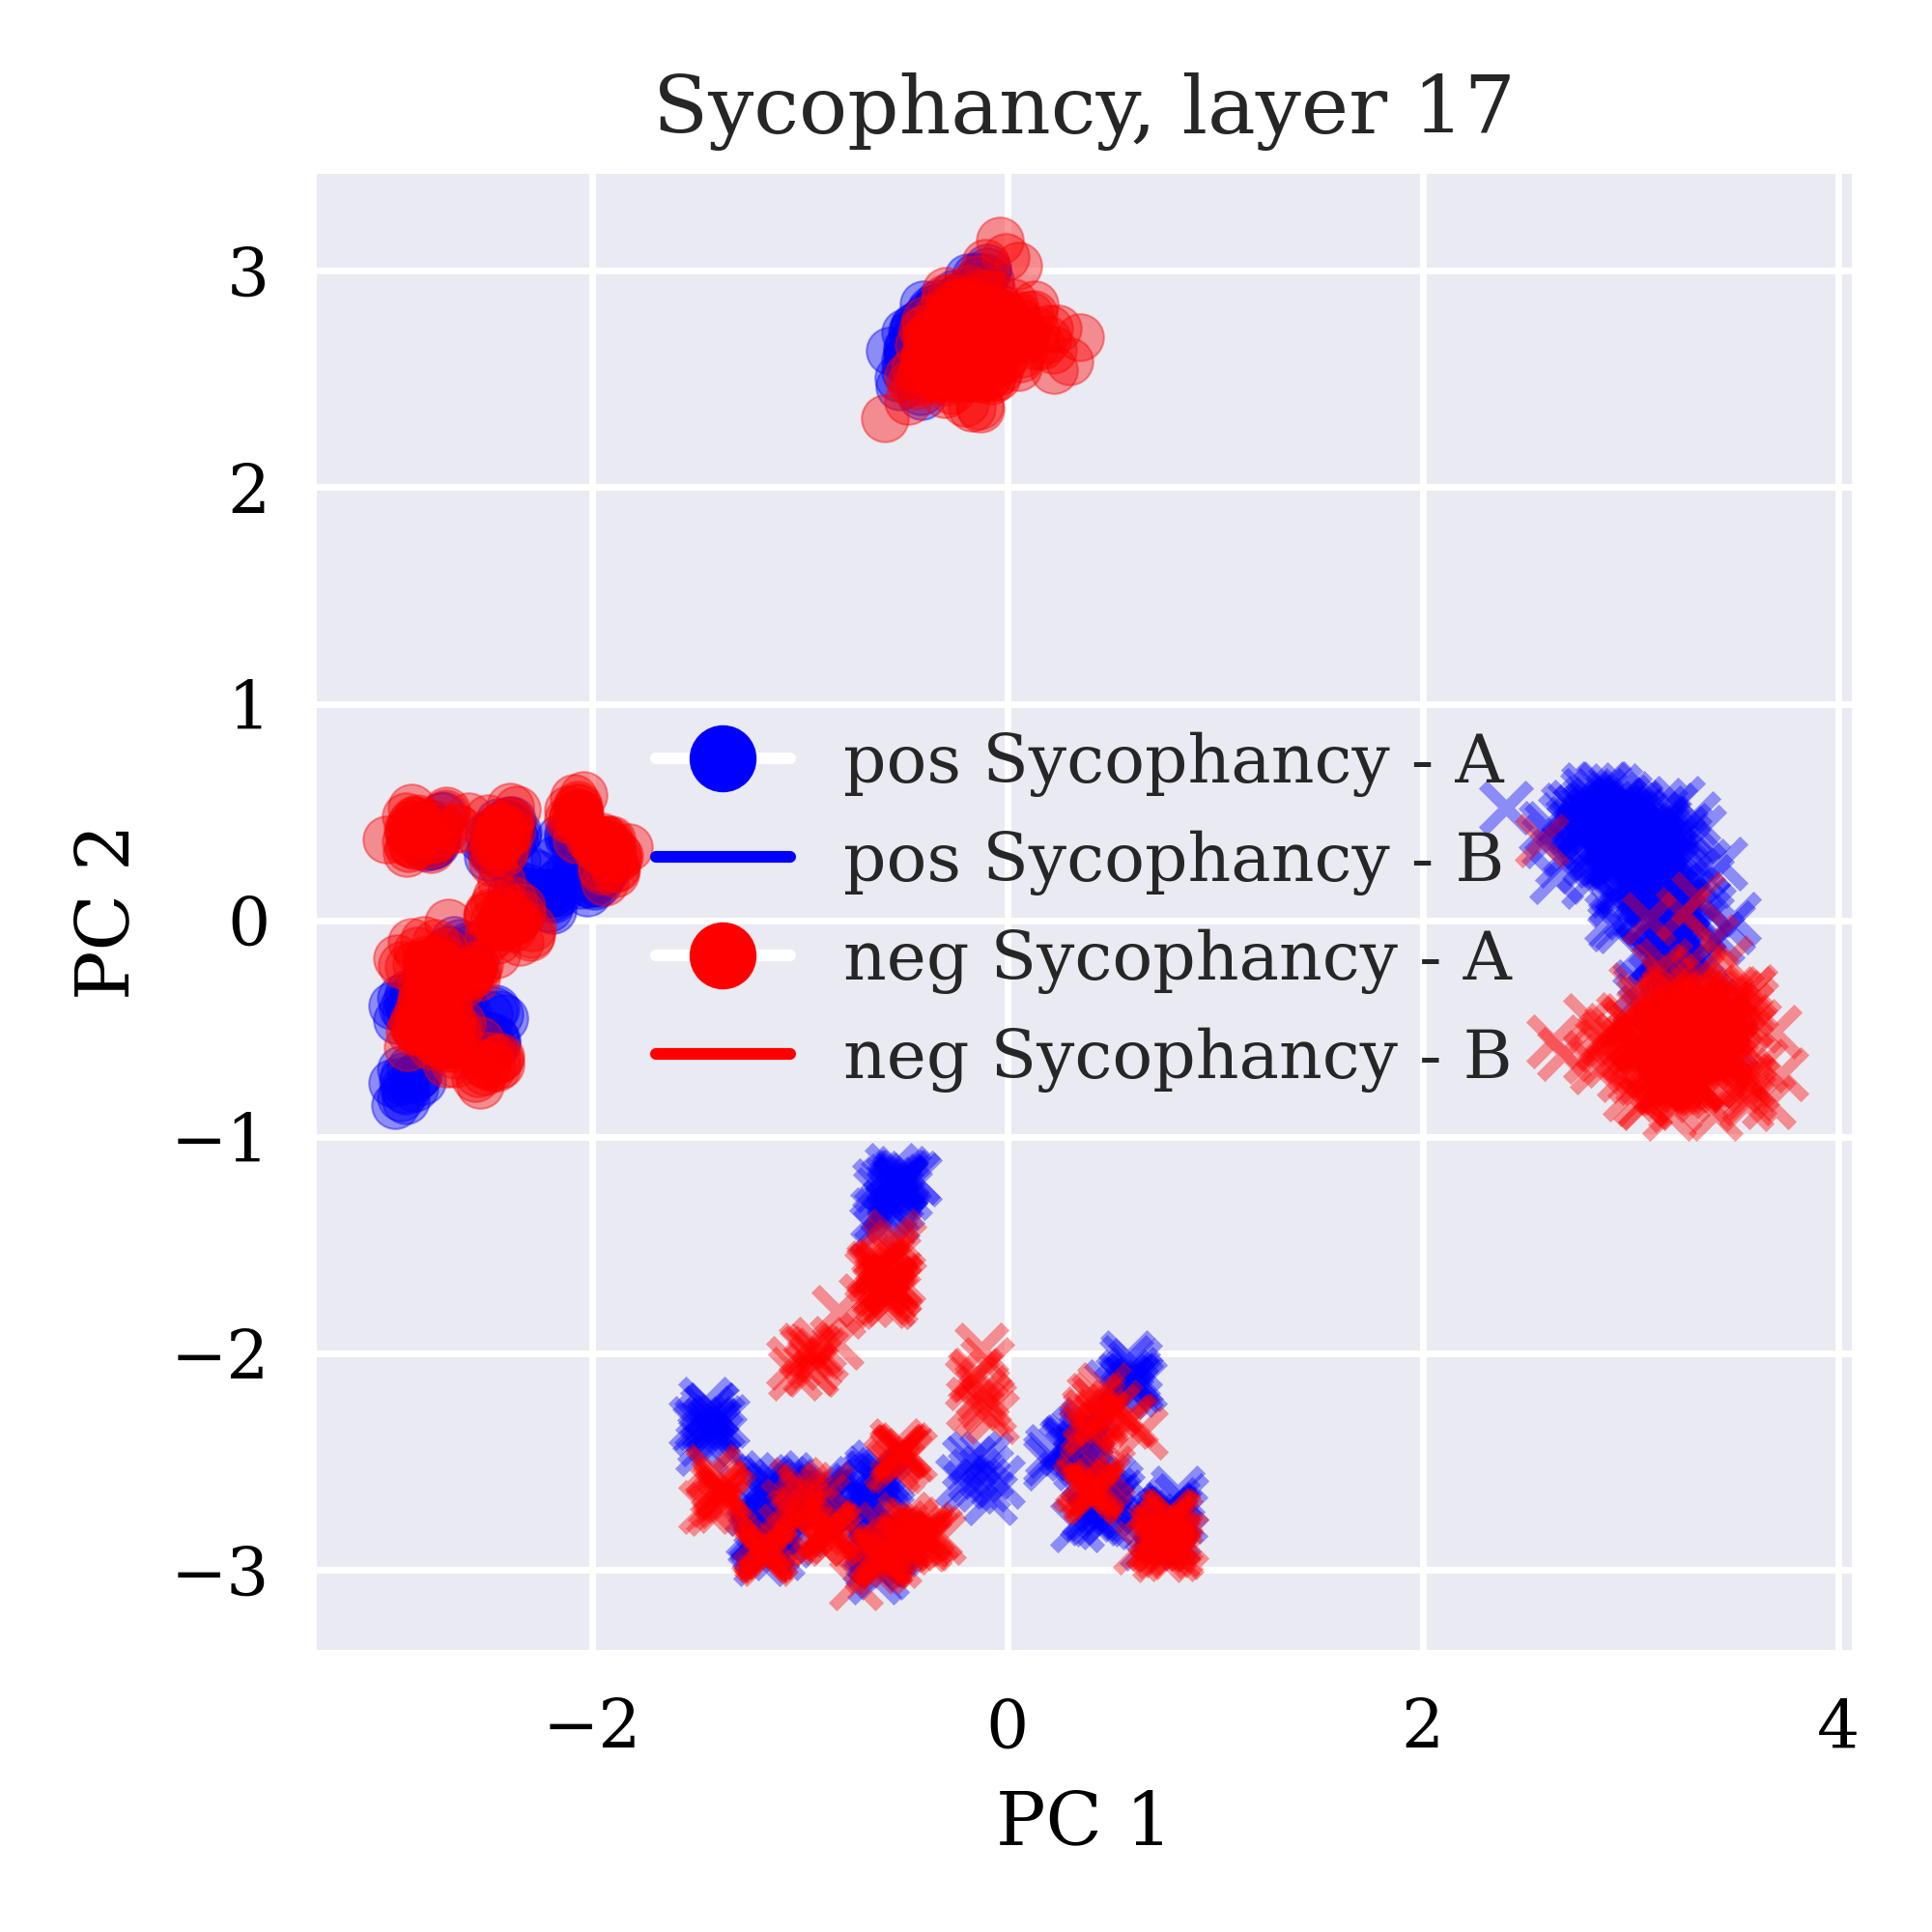 Sycophancy, layer 17
3
2
1
0
−1
−2
−3
PC 2
pos Sycophancy - A
pos Sycophancy - B
neg Sycophancy - A
neg Sycophancy - B
−2 0 2 4
PC 1